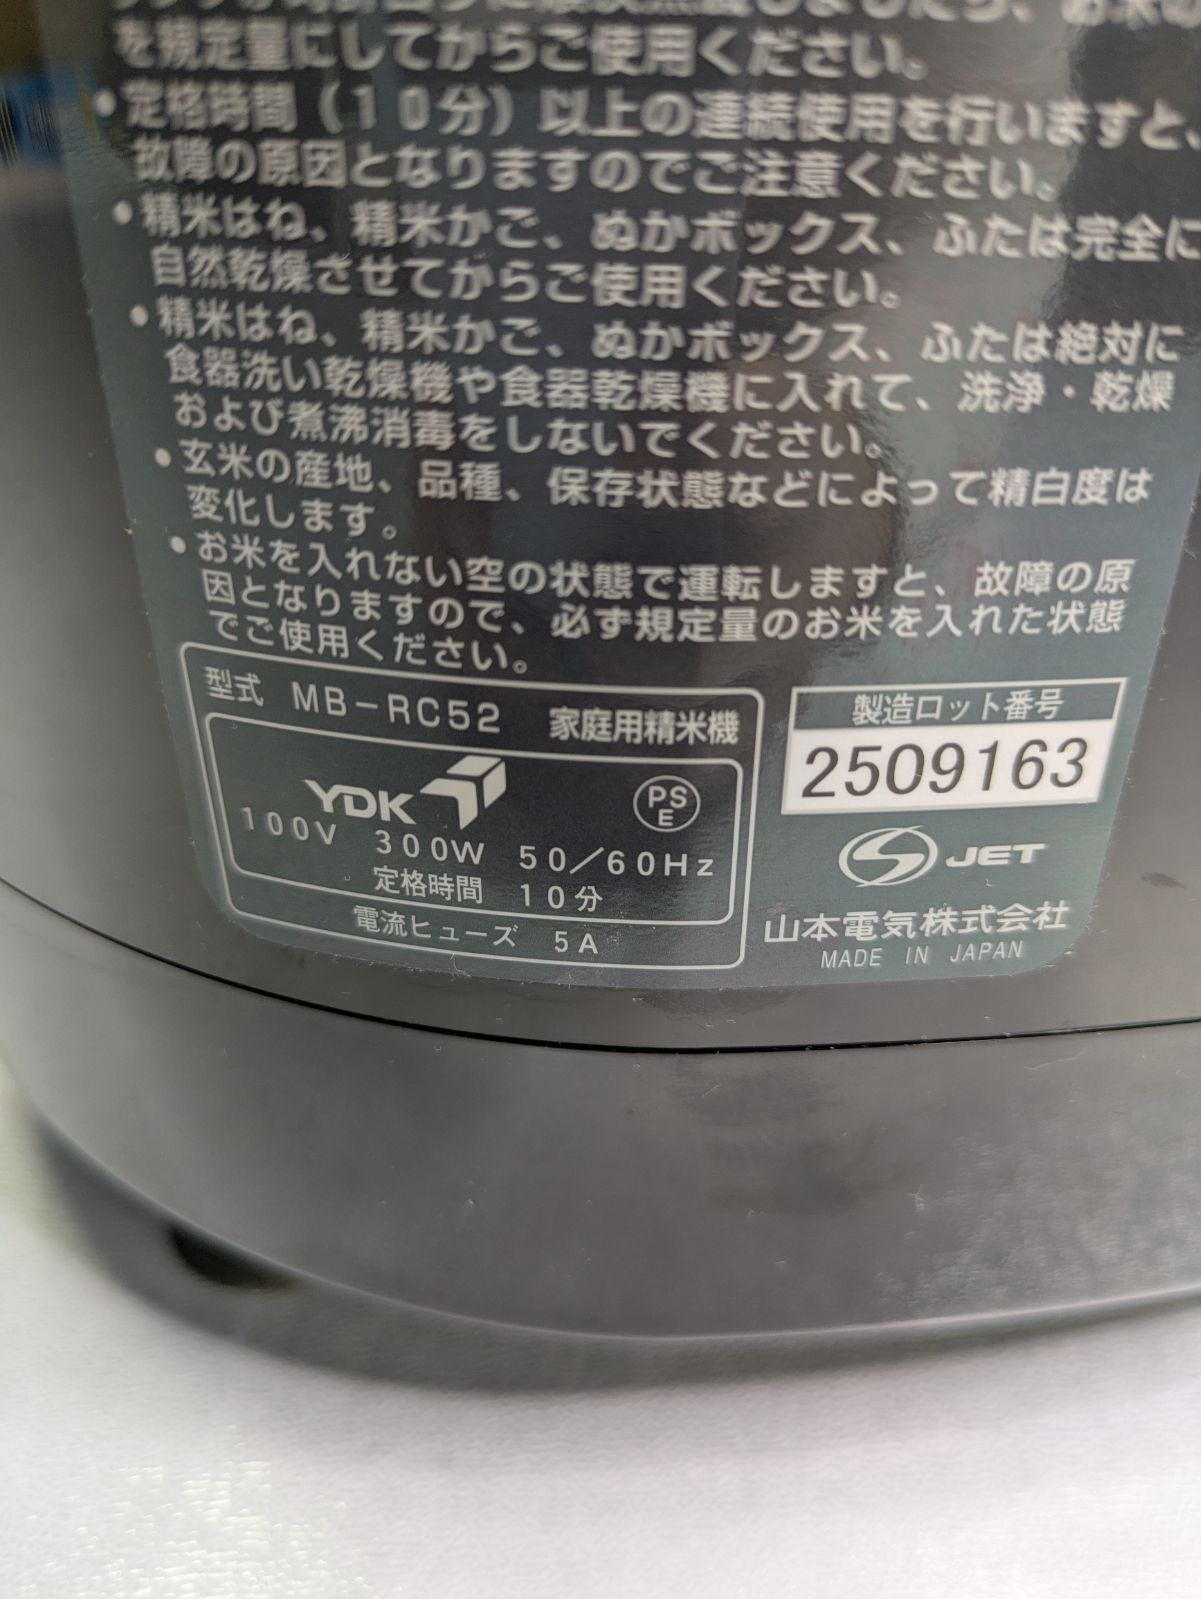 を規定量にしてからご使用ください。
•定格時間（10分）以上の連続使用を行いますと、
故障の原因となりますのでご注意ください。
•精米はね、精米かご、ぬかボックス、ふたは完全に
自然乾燥させてからご使用ください。
•精米はね、精米かご、ぬかボックス、ふたは絶対に
食器洗い乾燥機や食器乾燥機に入れて、洗浄・乾燥
および煮沸消毒をしないでください。
•玄米の産地、品種、保存状態などによって精白度は
変化します。
•お米を入れない空の状態で運転しますと、故障の原
因となりますので、必ず規定量のお米を入れた状態
でご使用ください。
型式 MB-RC52 家庭用精米機
YDK
PSE
100V 300W 50/60Hz
定格時間 10分
電流ヒューズ 5A
製造ロット番号
2509163
JET
山本電気株式会社
MADE IN JAPAN